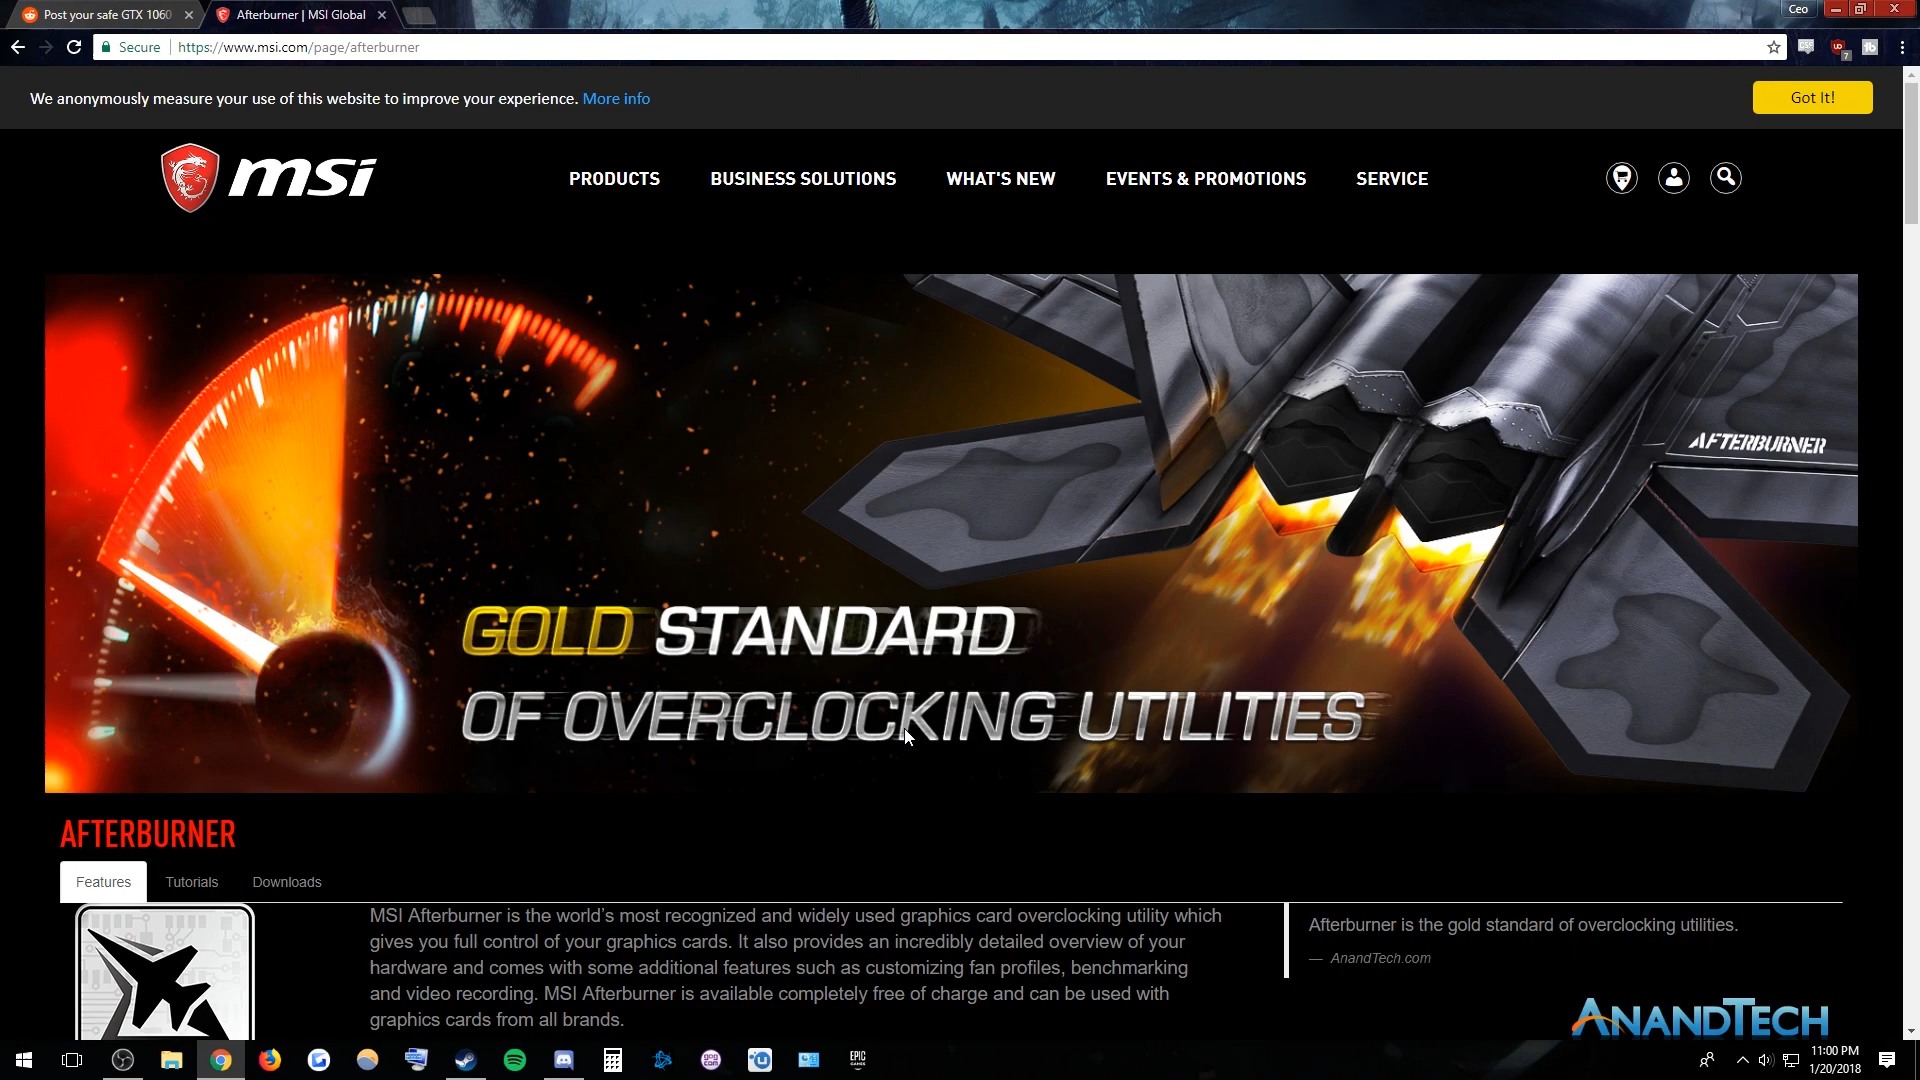 Post your safe GTX 1060
Afterburner | MSI Global
Ceo
Secure
https://www.msi.com/page/afterburner
7
We anonymously measure your use of this website to improve your experience. More info
Got It!
msi
PRODUCTS
BUSINESS SOLUTIONS
WHAT'S NEW
EVENTS & PROMOTIONS
SERVICE
AFTERBURNER
GOLD STANDARD
OF OVERCLOCKING UTILITIES
AFTERBURNER
Features
Tutorials
Downloads
MSI Afterburner is the world’s most recognized and widely used graphics card overclocking utility which
gives you full control of your graphics cards. It also provides an incredibly detailed overview of your
hardware and comes with some additional features such as customizing fan profiles, benchmarking
and video recording. MSI Afterburner is available completely free of charge and can be used with
graphics cards from all brands.
Afterburner is the gold standard of overclocking utilities.
— AnandTech.com
ANANDTECH
EPIC
GAMES
11:00 PM
1/20/2018